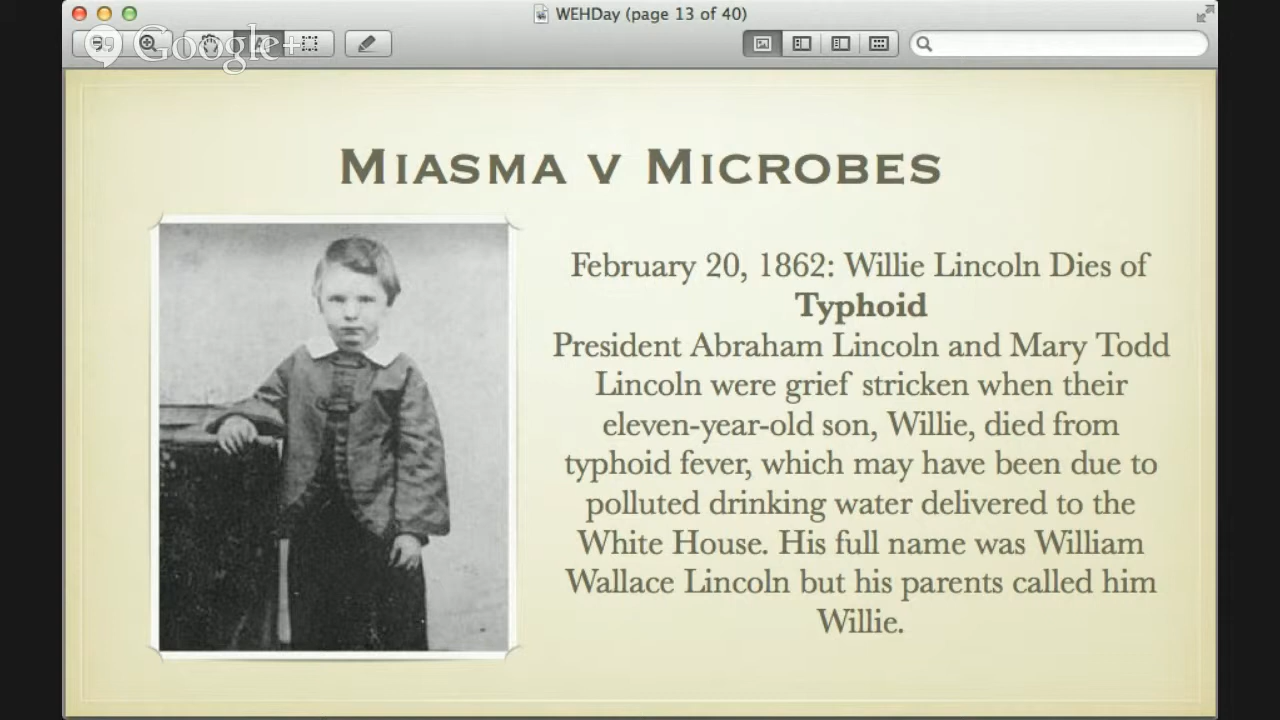 WEHDay (page 13 of 40)
Google+
MIASMA V MICROBES
February 20, 1862: Willie Lincoln Dies of
Typhoid
President Abraham Lincoln and Mary Todd
Lincoln were grief stricken when their
eleven-year-old son, Willie, died from
typhoid fever, which may have been due to
polluted drinking water delivered to the
White House. His full name was William
Wallace Lincoln but his parents called him
Willie.